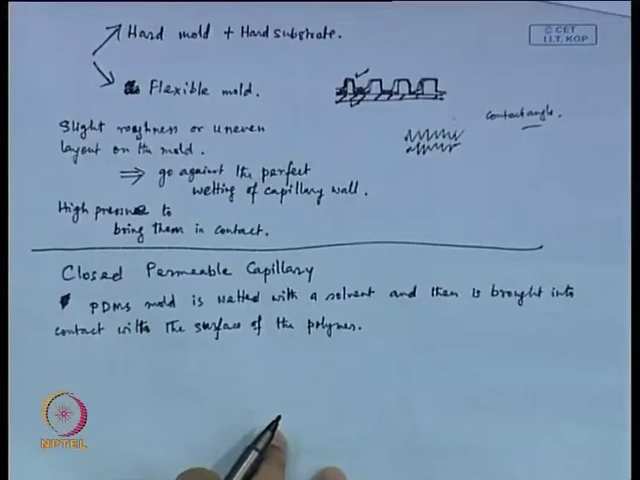 Hard mold + Hard substrate.
© CET
I.I.T. KGP
Flexible mold.
contact angle.
Slight roughness or uneven
layout on the mold.
⇒ go against the perfect
wetting of capillary wall.
High pressure to
bring them in contact.
Closed Permeable Capillary
PDMS mold is wetted with a solvent and then is brought into
contact with the surface of the polymer.
NPTEL